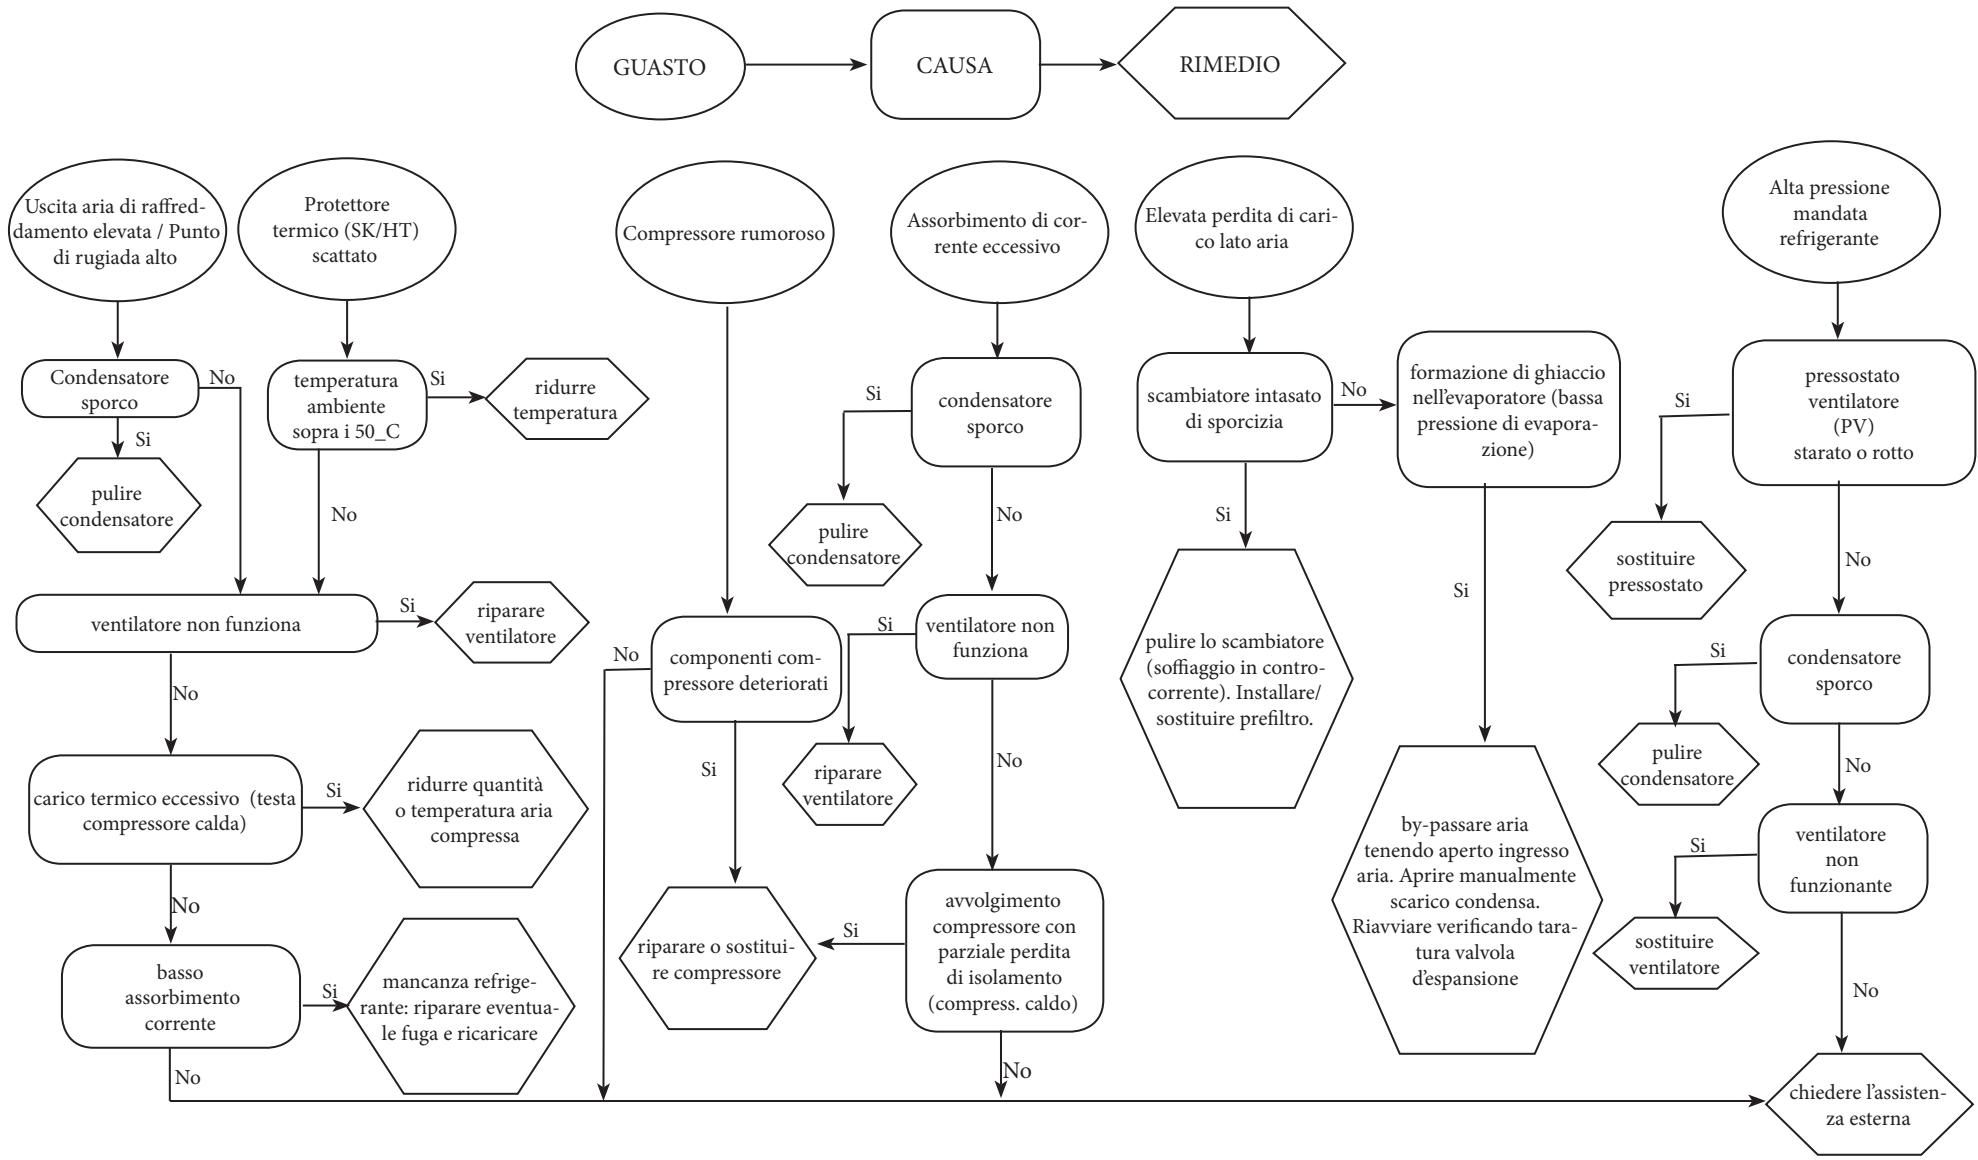 GUASTO
CAUSA
RIMEDIO
Uscita aria di raffred-
damento elevata / Punto
di rugiada alto
Protettore
termico (SK/HT)
scattato
Compressore rumoroso
Assorbimento di cor-
rente eccessivo
Elevata perdita di cari-
co lato aria
Alta pressione
mandata
refrigerante
Condensatore
sporco
No
Si
pulire
condensatore
temperatura
ambiente
sopra i 50_C
Si
ridurre
temperatura
No
ventilatore non funziona
Si
riparare
ventilatore
No
carico termico eccessivo (testa
compressore calda)
Si
ridurre quantità
o temperatura aria
compressa
No
basso
assorbimento
corrente
Si
mancanza refrige-
rante: riparare eventua-
le fuga e ricaricare
No
componenti com-
pressore deteriorati
No
Si
riparare o sostitui-
re compressore
condensatore
sporco
Si
pulire
condensatore
No
ventilatore non
funziona
Si
riparare
ventilatore
No
avvolgimento
compressore con
parziale perdita
di isolamento
(compress. caldo)
Si
No
scambiatore intasato
di sporcizia
No
Si
pulire lo scambiatore
(soffiaggio in contro-
corrente). Installare/
sostituire prefiltro.
formazione di ghiaccio
nell'evaporatore (bassa
pressione di evapora-
zione)
Si
by-passare aria
tenendo aperto ingresso
aria. Aprire manualmente
scarico condensa.
Riavviare verificando tara-
tura valvola
d'espansione
pressostato
ventilatore
(PV)
starato o rotto
Si
sostituire
pressostato
No
condensatore
sporco
Si
pulire
condensatore
No
ventilatore
non
funzionante
Si
sostituire
ventilatore
No
chiedere l'assisten-
za esterna